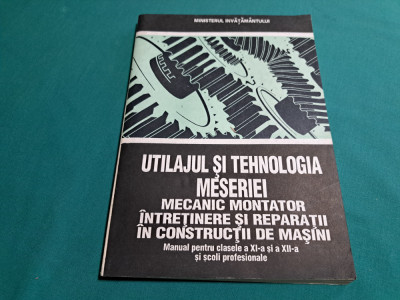 MINISTERUL INVĂTĂMÂNTULUI
UTILAJUL ȘI TEHNOLOGIA
MESERIEI
MECANIC MONTATOR
ÎNTREȚINERE ȘI REPARAȚII
ÎN CONSTRUCȚII DE MAȘINI
Manual pentru clasele a XI-a și a XII-a
și școli profesionale